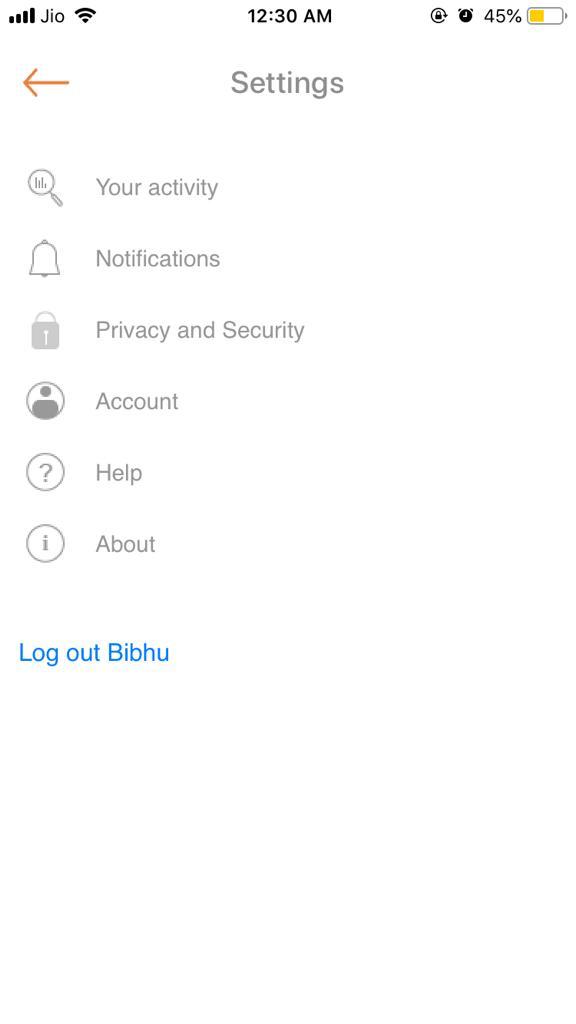 Jio 12:30 AM 45%
Settings
Your activity
Notifications
Privacy and Security
Account
? Help
i About
Log out Bibhu